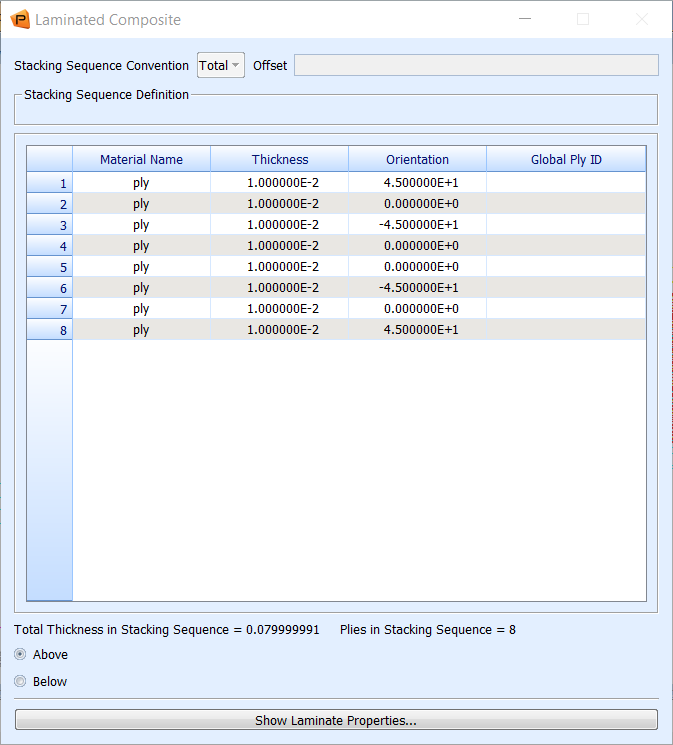 Laminated Composite
Stacking Sequence Convention Total Offset
Stacking Sequence Definition
Material Name Thickness Orientation Global Ply ID
1 ply 1.000000E-2 4.500000E+1
2 ply 1.000000E-2 0.000000E+0
3 ply 1.000000E-2 -4.500000E+1
4 ply 1.000000E-2 0.000000E+0
5 ply 1.000000E-2 0.000000E+0
6 ply 1.000000E-2 -4.500000E+1
7 ply 1.000000E-2 0.000000E+0
8 ply 1.000000E-2 4.500000E+1
Total Thickness in Stacking Sequence = 0.079999991 Plies in Stacking Sequence = 8
Above
Below
Show Laminate Properties...